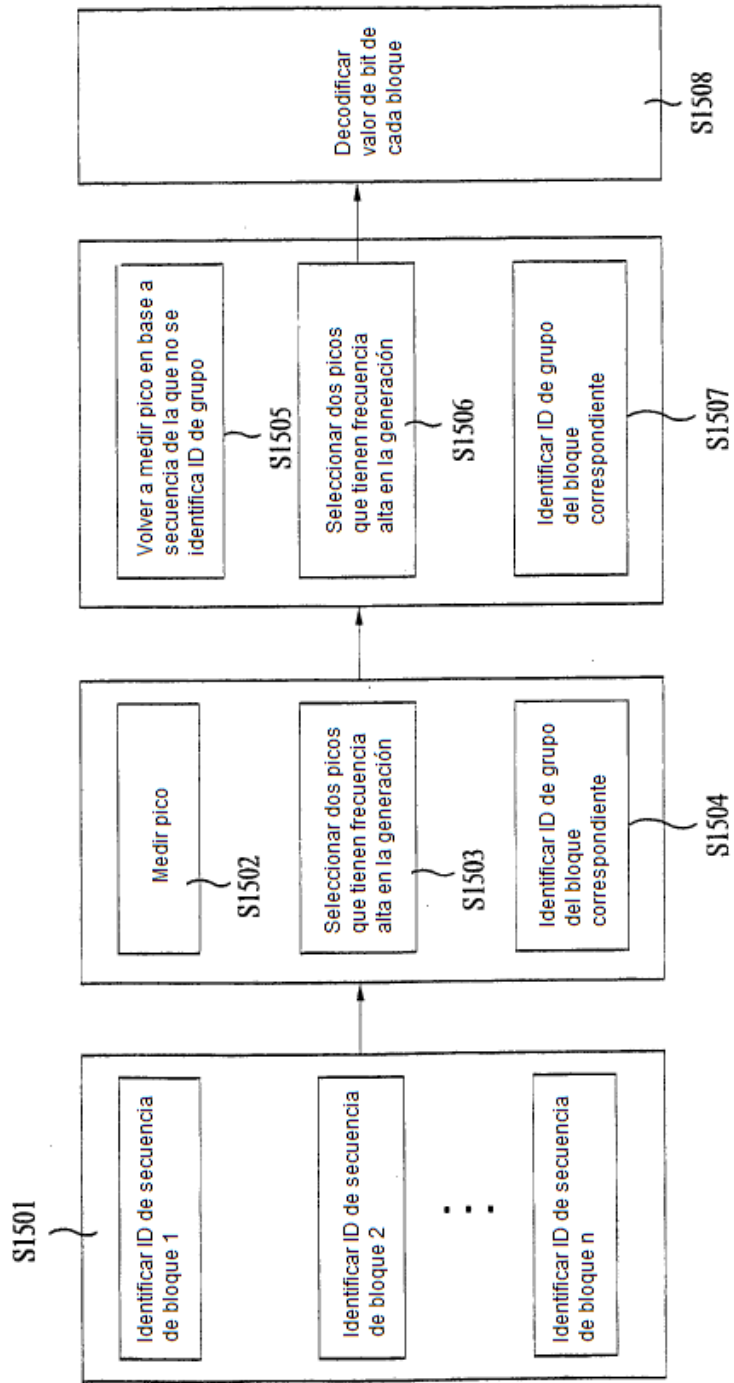 S1501
Identificar ID de secuencia
de bloque 1
Identificar ID de secuencia
de bloque 2
Identificar ID de secuencia
de bloque n
Medir pico
S1502
Seleccionar dos picos
que tienen frecuencia
alta en la generación
S1503
Identificar ID de grupo
del bloque
correspondiente
S1504
Volver a medir pico en base a
secuencia de la que no se
identifica ID de grupo
S1505
Seleccionar dos picos
que tienen frecuencia
alta en la generación
S1506
Identificar ID de grupo
del bloque
correspondiente
S1507
Decodificar
valor de bit de
cada bloque
S1508